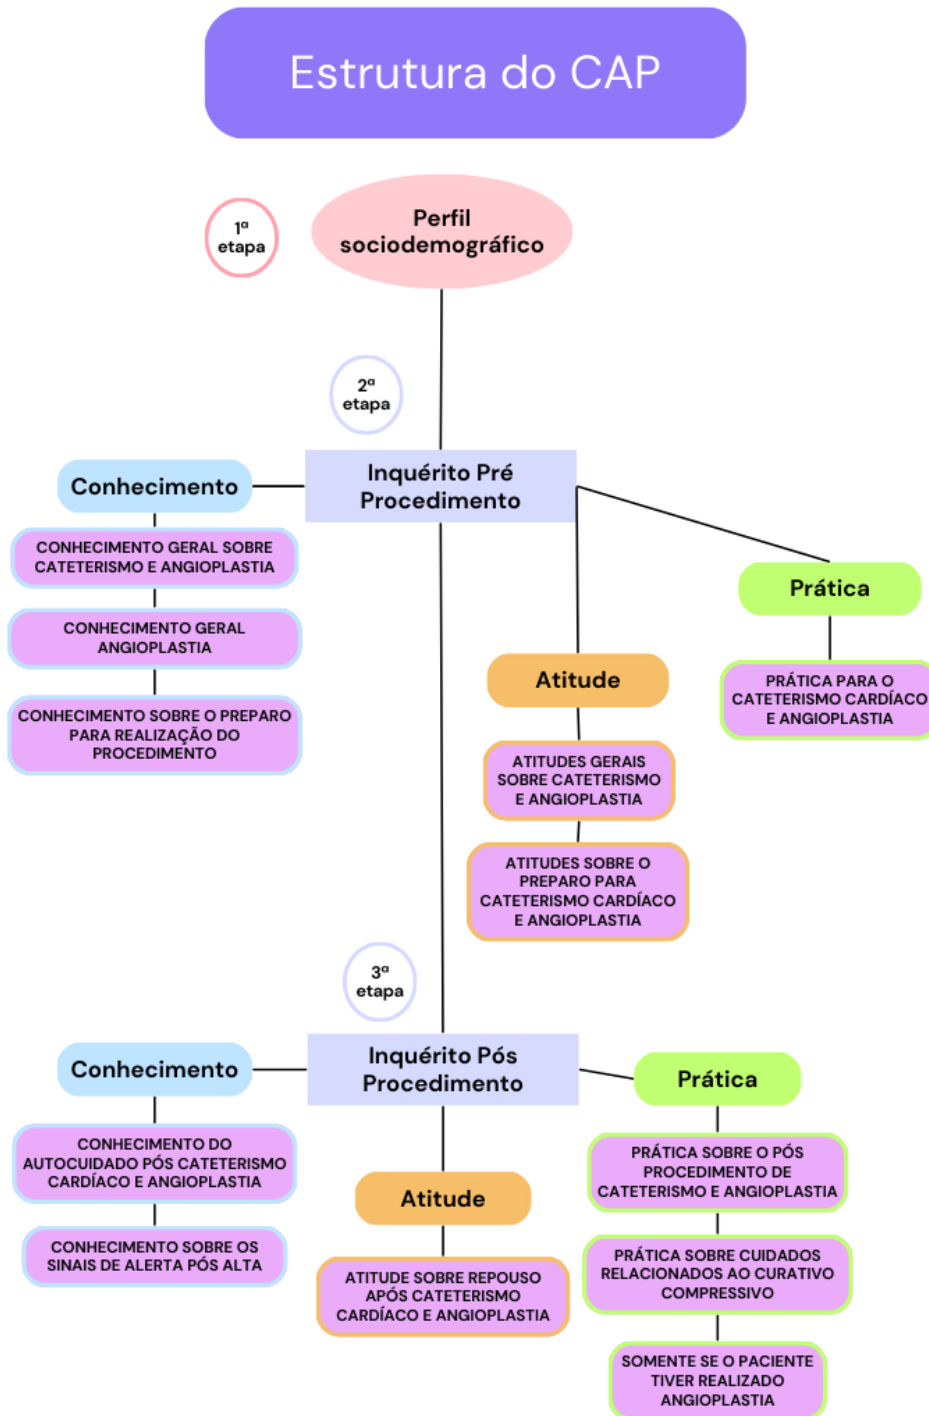 Estrutura do CAP
1ª
etapa
Perfil
sociodemográfico
2ª
etapa
Inquérito Pré
Procedimento
Conhecimento
CONHECIMENTO GERAL SOBRE
CATETERISMO E ANGIOPLASTIA
CONHECIMENTO GERAL
ANGIOPLASTIA
CONHECIMENTO SOBRE O PREPARO
PARA REALIZAÇÃO DO
PROCEDIMENTO
Atitude
ATITUDES GERAIS
SOBRE CATETERISMO
E ANGIOPLASTIA
ATITUDES SOBRE O
PREPARO PARA
CATETERISMO CARDÍACO
E ANGIOPLASTIA
Prática
PRÁTICA PARA O
CATETERISMO CARDÍACO
E ANGIOPLASTIA
3ª
etapa
Inquérito Pós
Procedimento
Conhecimento
CONHECIMENTO DO
AUTOCUIDADO PÓS CATETERISMO
CARDÍACO E ANGIOPLASTIA
CONHECIMENTO SOBRE OS
SINAIS DE ALERTA PÓS ALTA
Atitude
ATITUDE SOBRE REPOUSO
APÓS CATETERISMO
CARDÍACO E ANGIOPLASTIA
Prática
PRÁTICA SOBRE O PÓS
PROCEDIMENTO DE
CATETERISMO E ANGIOPLASTIA
PRÁTICA SOBRE CUIDADOS
RELACIONADOS AO CURATIVO
COMPRESSIVO
SOMENTE SE O PACIENTE
TIVER REALIZADO
ANGIOPLASTIA